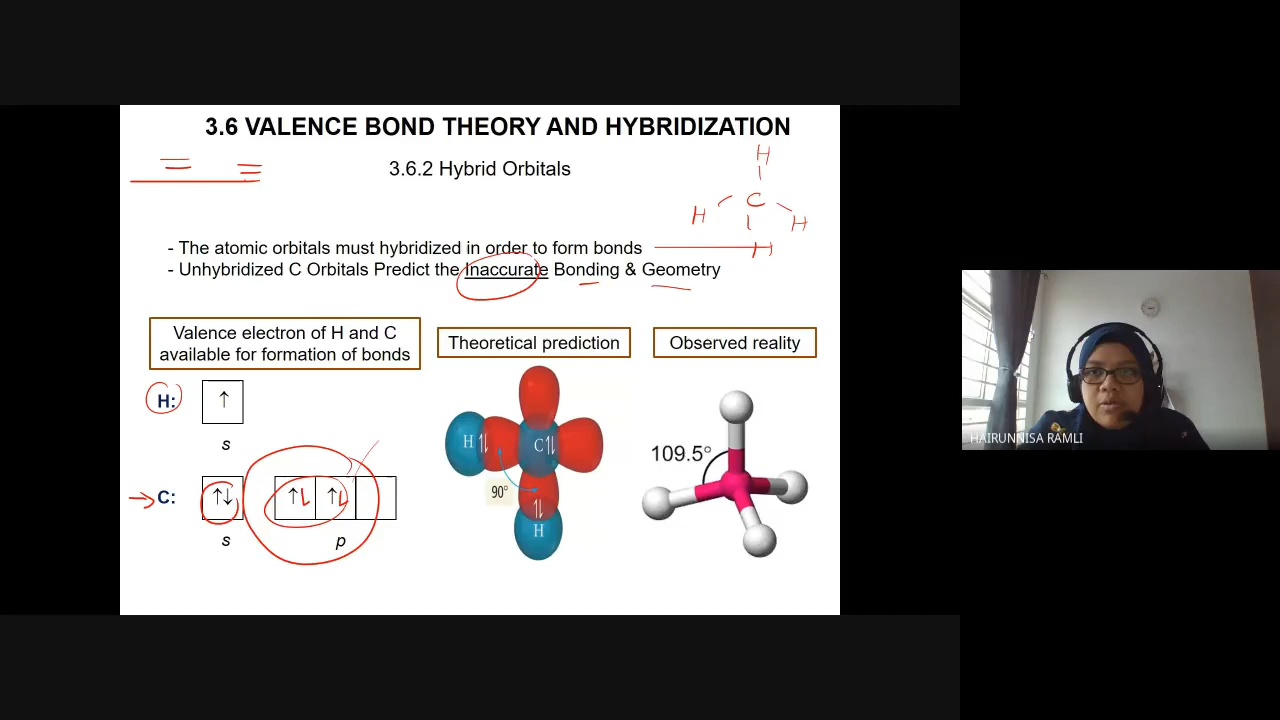 3.6 VALENCE BOND THEORY AND HYBRIDIZATION
3.6.2 Hybrid Orbitals
H
C
H
H
H
- The atomic orbitals must hybridized in order to form bonds
- Unhybridized C Orbitals Predict the Inaccurate Bonding & Geometry
Valence electron of H and C
available for formation of bonds
Theoretical prediction
Observed reality
H: ↑
s
C: ↑↓ ↑⇂ ↑⇂
s p
H ⇅ C ⇅
90°
⇅
H
109.5°
HAIRUNNISA RAMLI